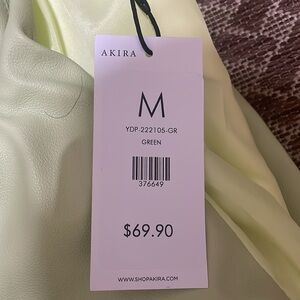 AKIRA
M
YDP-222105-GR
GREEN
376649
$69.90
WWW.SHOPAKIRA.COM